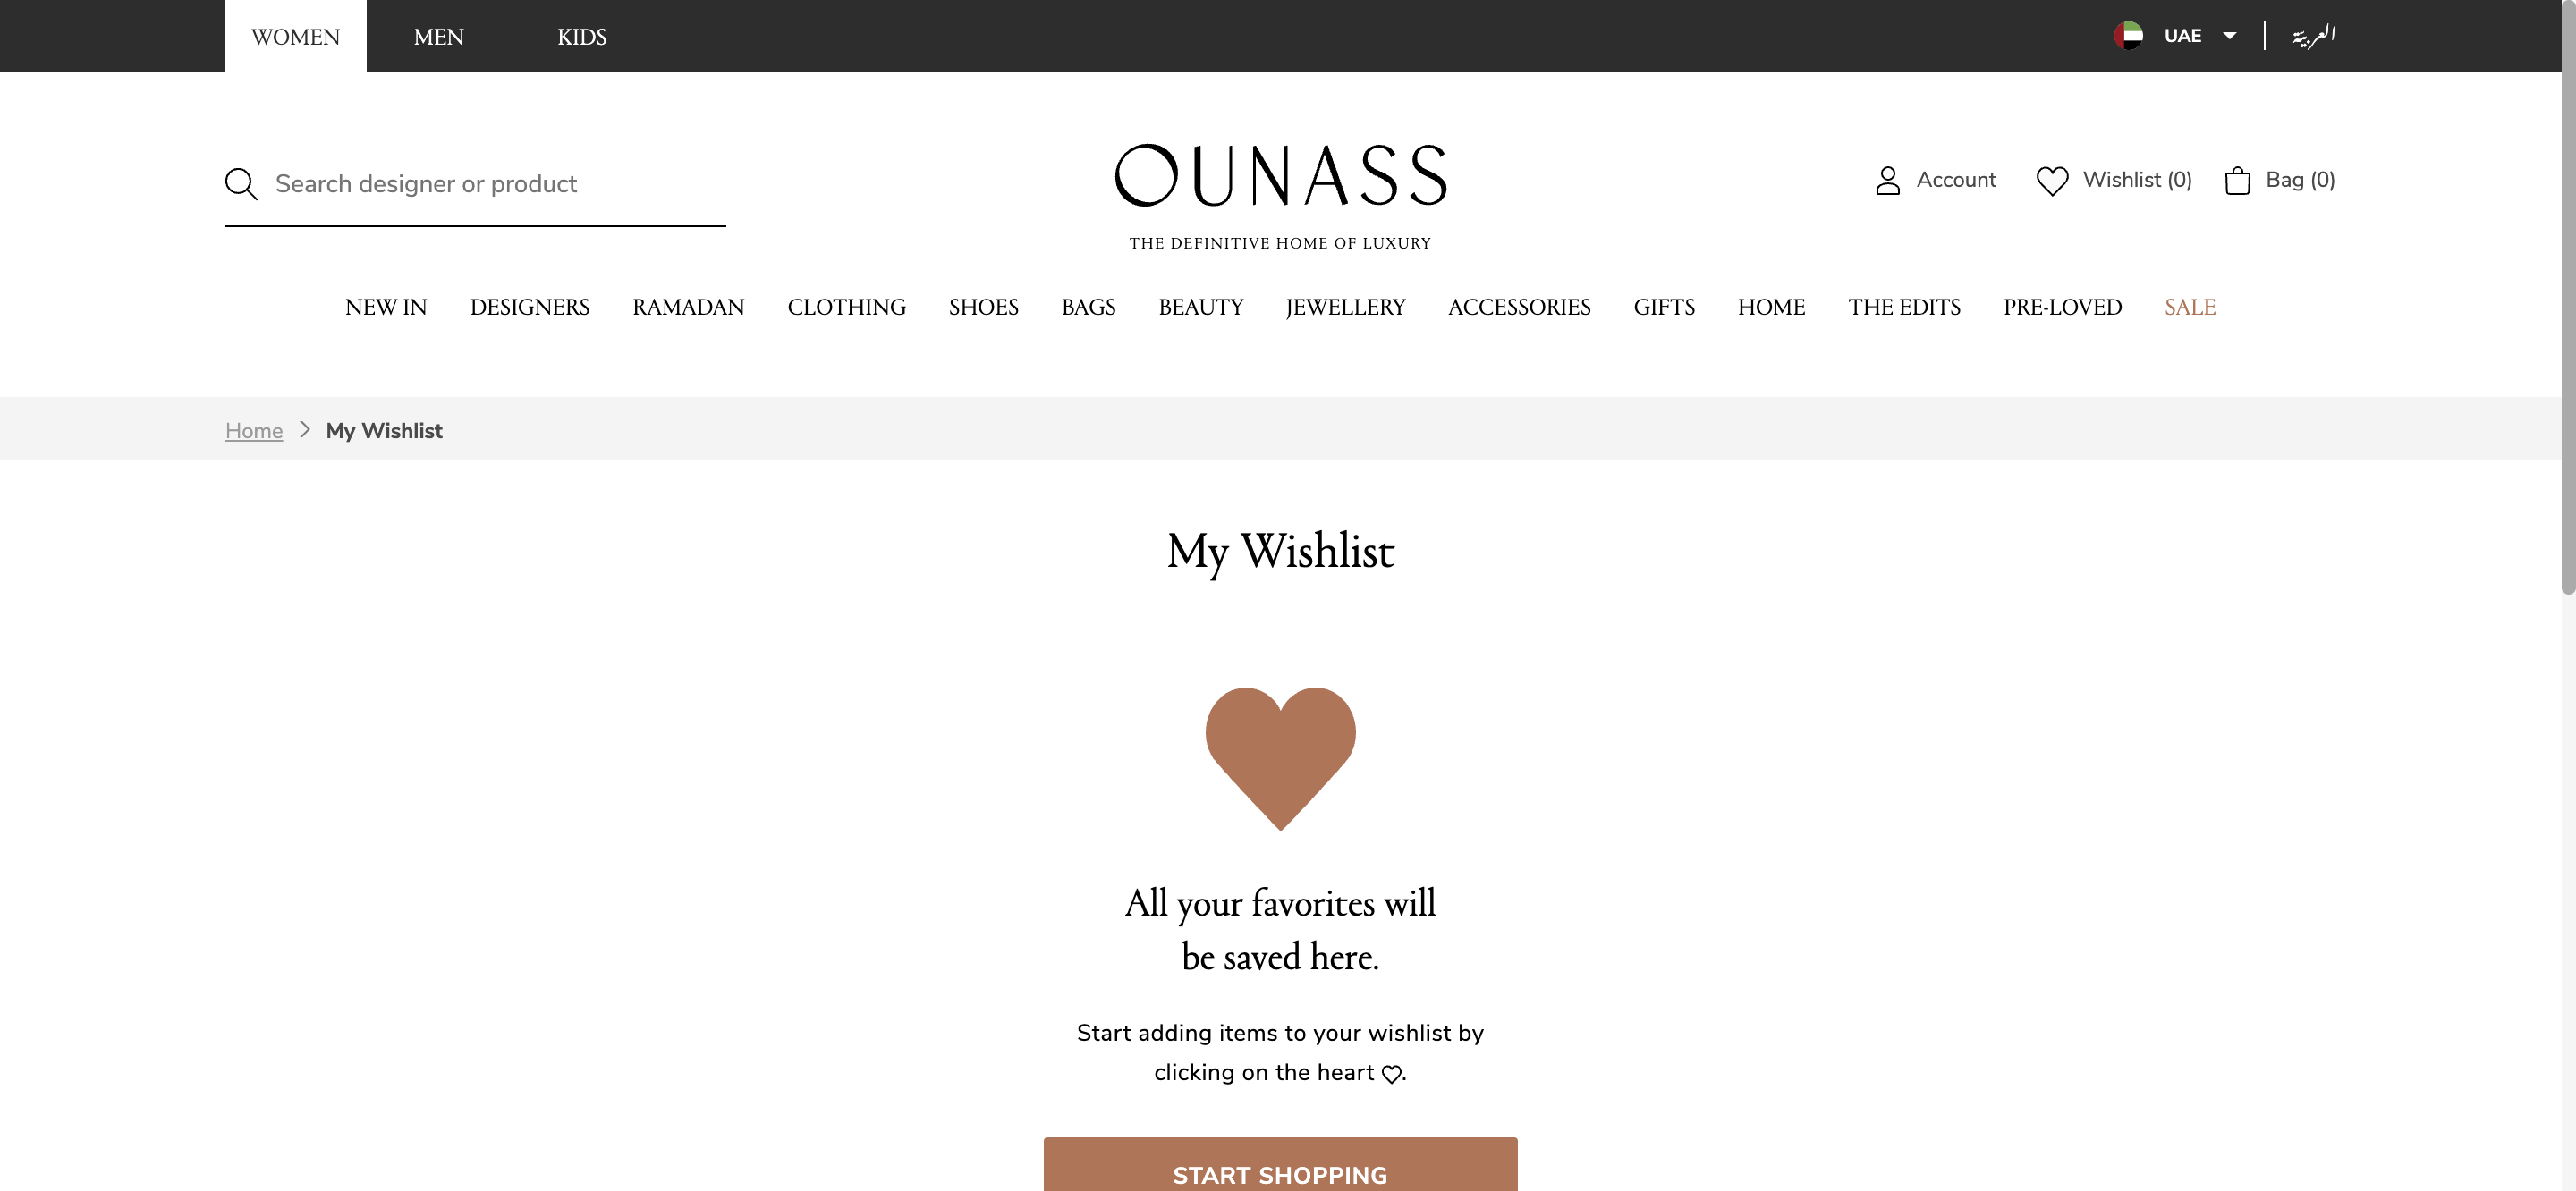 WOMEN MEN KIDS UAE العربية
Search designer or product
OUNASS
THE DEFINITIVE HOME OF LUXURY
Account Wishlist (0) Bag (0)
NEW IN DESIGNERS RAMADAN CLOTHING SHOES BAGS BEAUTY JEWELLERY ACCESSORIES GIFTS HOME THE EDITS PRE-LOVED SALE
Home My Wishlist
My Wishlist
All your favorites will
be saved here.
Start adding items to your wishlist by
clicking on the heart ♡.
START SHOPPING